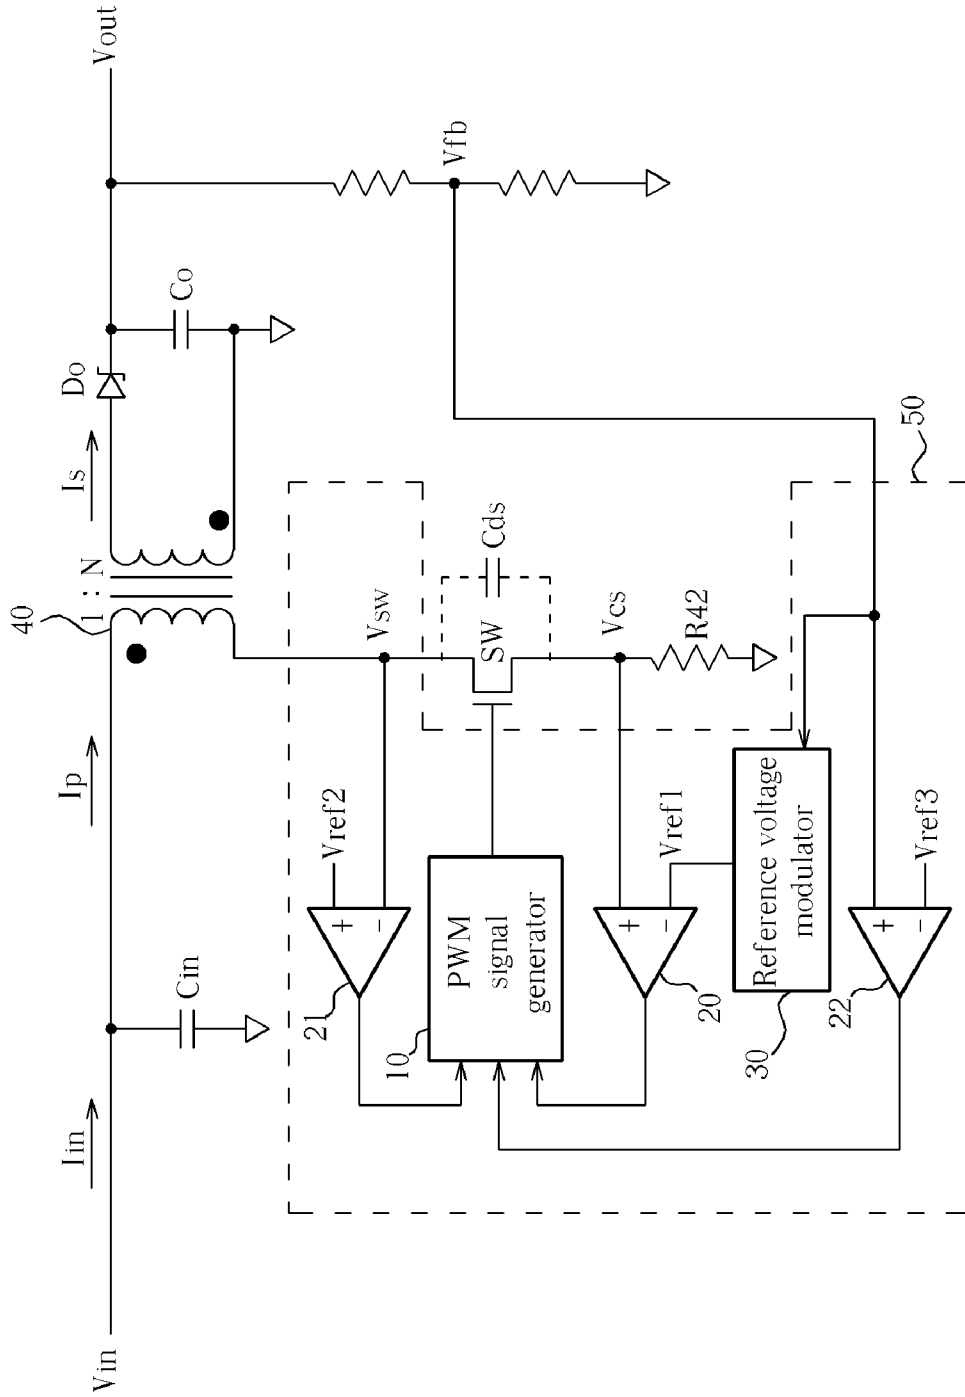 Vin
Iin
Ip
40
1 : N
Is
Do
Vout
Cin
Co
Vsw
Vref2
+
−
21
Cds
SW
Vfb
10
PWM
signal
generator
Vcs
+
−
20
Vref1
R42
30
Reference voltage
modulator
50
+
−
22
Vref3